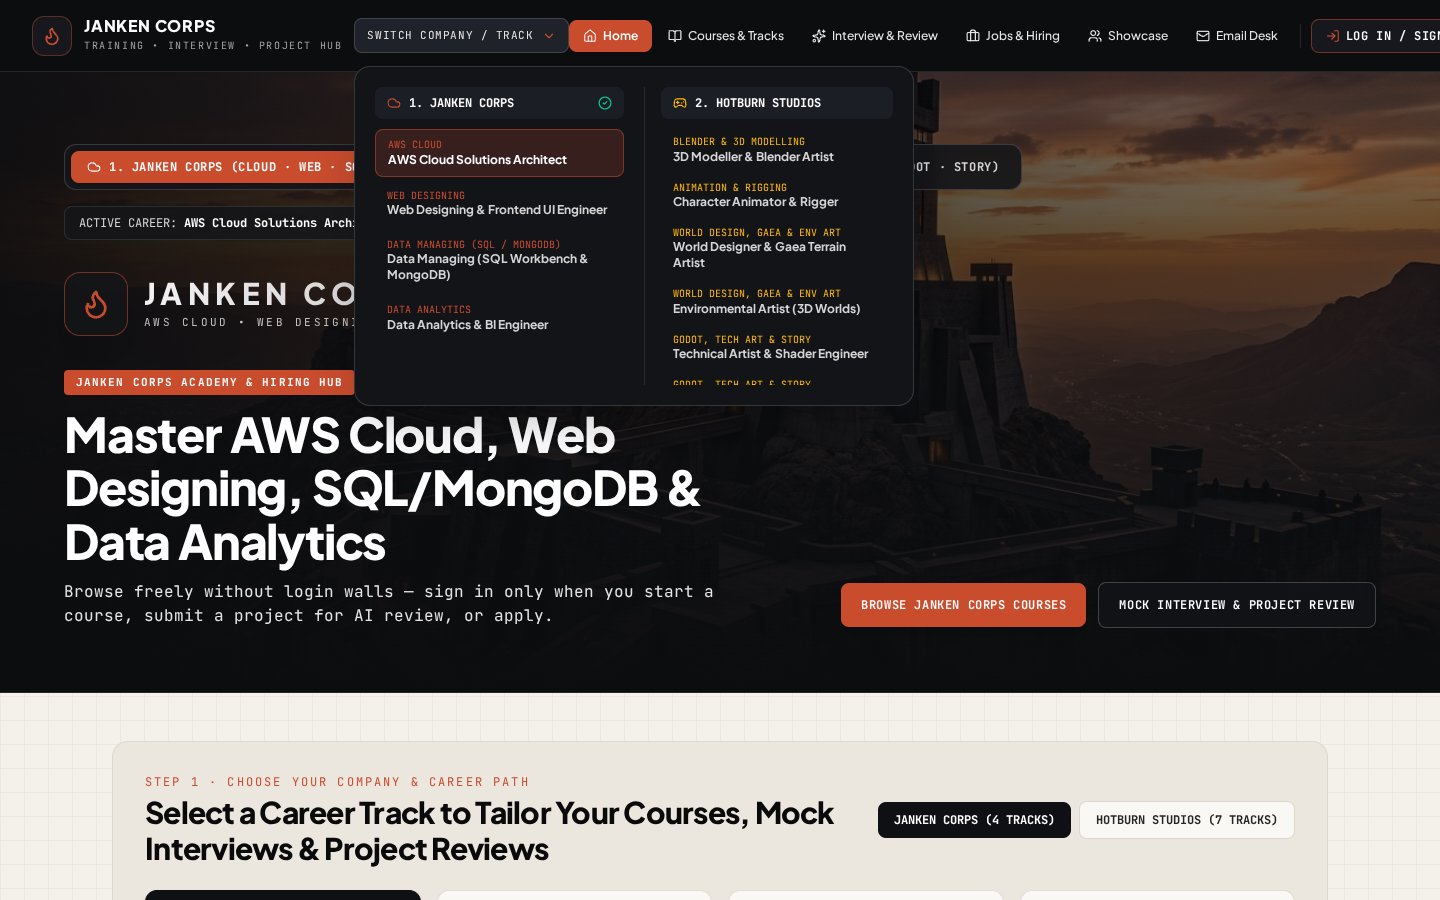 JANKEN CORPS
TRAINING • INTERVIEW • PROJECT HUB
SWITCH COMPANY / TRACK
Home
Courses & Tracks
Interview & Review
Jobs & Hiring
Showcase
Email Desk
LOG IN / SIGN
1. JANKEN CORPS
AWS CLOUD
AWS Cloud Solutions Architect
WEB DESIGNING
Web Designing & Frontend UI Engineer
DATA MANAGING (SQL / MONGODB)
Data Managing (SQL Workbench &
MongoDB)
DATA ANALYTICS
Data Analytics & BI Engineer
2. HOTBURN STUDIOS
BLENDER & 3D MODELLING
3D Modeller & Blender Artist
ANIMATION & RIGGING
Character Animator & Rigger
WORLD DESIGN, GAEA & ENV ART
World Designer & Gaea Terrain
Artist
WORLD DESIGN, GAEA & ENV ART
Environmental Artist (3D Worlds)
GODOT, TECH ART & STORY
Technical Artist & Shader Engineer
GODOT, TECH ART & STORY
1. JANKEN CORPS (CLOUD · WEB ·
DOT · STORY)
ACTIVE CAREER: AWS Cloud Solutions Archi
JANKEN CO
AWS CLOUD • WEB DESIGNI
JANKEN CORPS ACADEMY & HIRING HUB
Master AWS Cloud, Web
Designing, SQL/MongoDB &
Data Analytics
Browse freely without login walls — sign in only when you start a
course, submit a project for AI review, or apply.
BROWSE JANKEN CORPS COURSES
MOCK INTERVIEW & PROJECT REVIEW
STEP 1 · CHOOSE YOUR COMPANY & CAREER PATH
Select a Career Track to Tailor Your Courses, Mock
Interviews & Project Reviews
JANKEN CORPS (4 TRACKS)
HOTBURN STUDIOS (7 TRACKS)